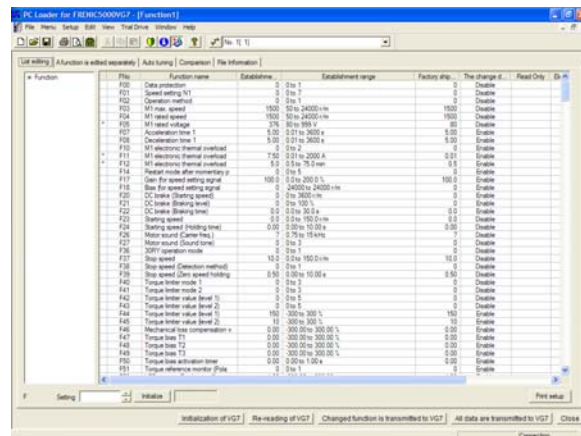 PC Loader for FRENIC5000VG7 - [Function1]
File Menu Setup Edit View Trial Drive Window Help
No. 1[ 1]
List editing A function is edited separately Auto tuning Comparison File Information
Function
FNo Function name Establishme... Establishment range Factory ship... The change d... Read Only
F00 Data protection 0 0 to 1 0 Disable
F01 Speed setting N1 0 0 to 7 0 Disable
F02 Operation method 0 0 to 1 0 Disable
F03 M1 max. speed 1500 50 to 24000 r/m 1500 Disable
F04 M1 rated speed 1500 50 to 24000 r/m 1500 Disable
F05 M1 rated voltage 376 80 to 999 V 80 Disable
F07 Acceleration time 1 5.00 0.01 to 3600 s 5.00 Enable
F08 Deceleration time 1 5.00 0.01 to 3600 s 5.00 Enable
F10 M1 electronic thermal overload 0 0 to 2 0 Enable
F11 M1 electronic thermal overload 7.50 0.01 to 2000 A 0.01 Enable
F12 M1 electronic thermal overload 5.0 0.5 to 75.0 min 0.5 Enable
F14 Restart mode after momentary p 0 0 to 5 0 Enable
F17 Gain (for speed setting signal 100.0 0.0 to 200.0 % 100.0 Enable
F18 Bias (for speed setting signal 0 -24000 to 24000 r/m 0 Enable
F20 DC brake (Starting speed) 0 0 to 3600 r/m 0 Enable
F21 DC brake (Braking level) 0 0 to 100 % 0 Enable
F22 DC brake (Braking time) 0.0 0.0 to 30.0 s 0.0 Enable
F23 Starting speed 0.0 0.0 to 150.0 r/m 0.0 Disable
F24 Starting speed (Holding time) 0.00 0.00 to 10.00 s 0.00 Disable
F26 Motor sound (Carrier freq.) 7 0.75 to 15 kHz 7 Disable
F27 Motor sound (Sound tone) 0 0 to 3 0 Disable
F36 30RY operation mode 0 0 to 1 0 Enable
F37 Stop speed 10.0 0.0 to 150.0 r/m 10.0 Disable
F38 Stop speed (Detection method) 0 0 to 1 0 Disable
F39 Stop speed (Zero speed holding 0.50 0.00 to 10.00 s 0.50 Disable
F40 Torque limiter mode 1 0 0 to 3 0 Disable
F41 Torque limiter mode 2 0 0 to 3 0 Disable
F42 Torque limiter value (level 1) 0 0 to 5 0 Disable
F43 Torque limiter value (level 2) 0 0 to 5 0 Disable
F44 Torque limiter value (level 1) 150 -300 to 300 % 150 Enable
F45 Torque limiter value (level 2) 10 -300 to 300 % 10 Enable
F46 Mechanical loss compensation v 0.00 -300.00 to 300.00 % 0.00 Enable
F47 Torque bias T1 0.00 -300.00 to 300.00 % 0.00 Enable
F48 Torque bias T2 0.00 -300.00 to 300.00 % 0.00 Enable
F49 Torque bias T3 0.00 -300.00 to 300.00 % 0.00 Enable
F50 Torque bias activation timer 0.00 0.00 to 1.00 s 0.00 Enable
F51 Torque reference monitor (Pola 0 0 to 1 0 Enable
F Setting Initialize Print setup
Initialization of VG7 Re-reading of VG7 Changed function is transmitted to VG7 All data are transmitted to VG7 Close
Connection